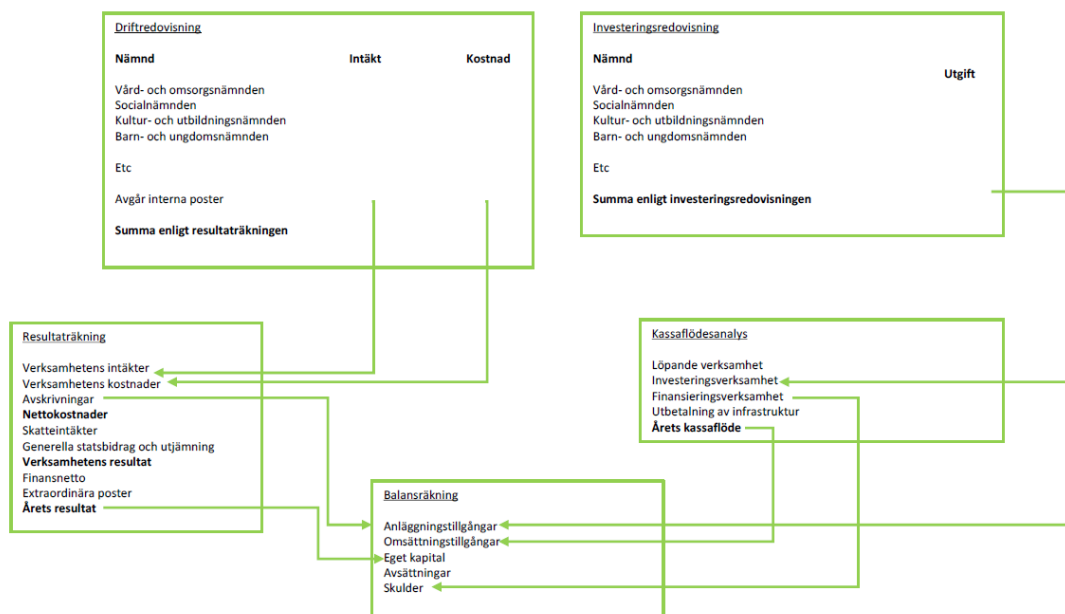 Driftredovisning
Nämnd Intäkt Kostnad
Vård- och omsorgsnämnden
Socialnämnden
Kultur- och utbildningsnämnden
Barn- och ungdomsnämnden
Etc
Avgår interna poster
Summa enligt resultaträkningen
Investeringsredovisning
Nämnd
Utgift
Vård- och omsorgsnämnden
Socialnämnden
Kultur- och utbildningsnämnden
Barn- och ungdomsnämnden
Etc
Summa enligt investeringsredovisningen
Resultaträkning
Verksamhetens intäkter
Verksamhetens kostnader
Avskrivningar
Nettokostnader
Skatteintäkter
Generella statsbidrag och utjämning
Verksamhetens resultat
Finansnetto
Extraordinära poster
Årets resultat
Kassaflödesanalys
Löpande verksamhet
Investeringsverksamhet
Finansieringsverksamhet
Utbetalning av infrastruktur
Årets kassaflöde
Balansräkning
Anläggningstillgångar
Omsättningstillgångar
Eget kapital
Avsättningar
Skulder